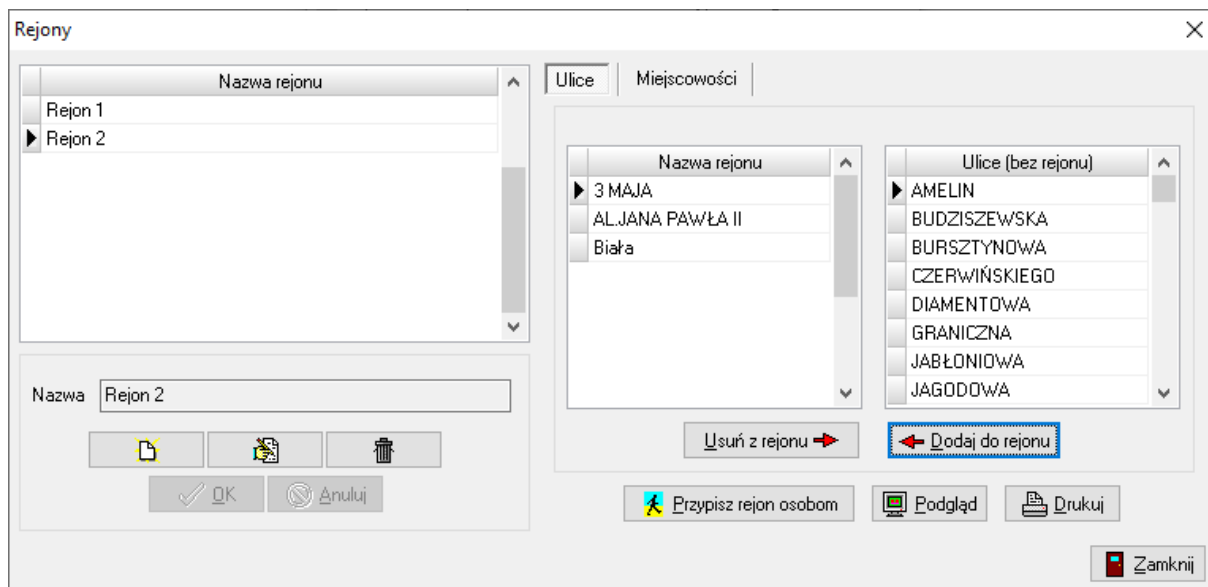 Rejony
Nazwa rejonu
Rejon 1
Rejon 2
Nazwa Rejon 2
OK Anuluj
Ulice Miejscowości
Nazwa rejonu
3 MAJA
AL.JANA PAWŁA II
Biała
Ulice (bez rejonu)
AMELIN
BUDZISZEWSKA
BURSZTYNOWA
CZERWIŃSKIEGO
DIAMENTOWA
GRANICZNA
JABŁONIOWA
JAGODOWA
Usuń z rejonu Dodaj do rejonu
Przypisz rejon osobom Podgląd Drukuj
Zamknij